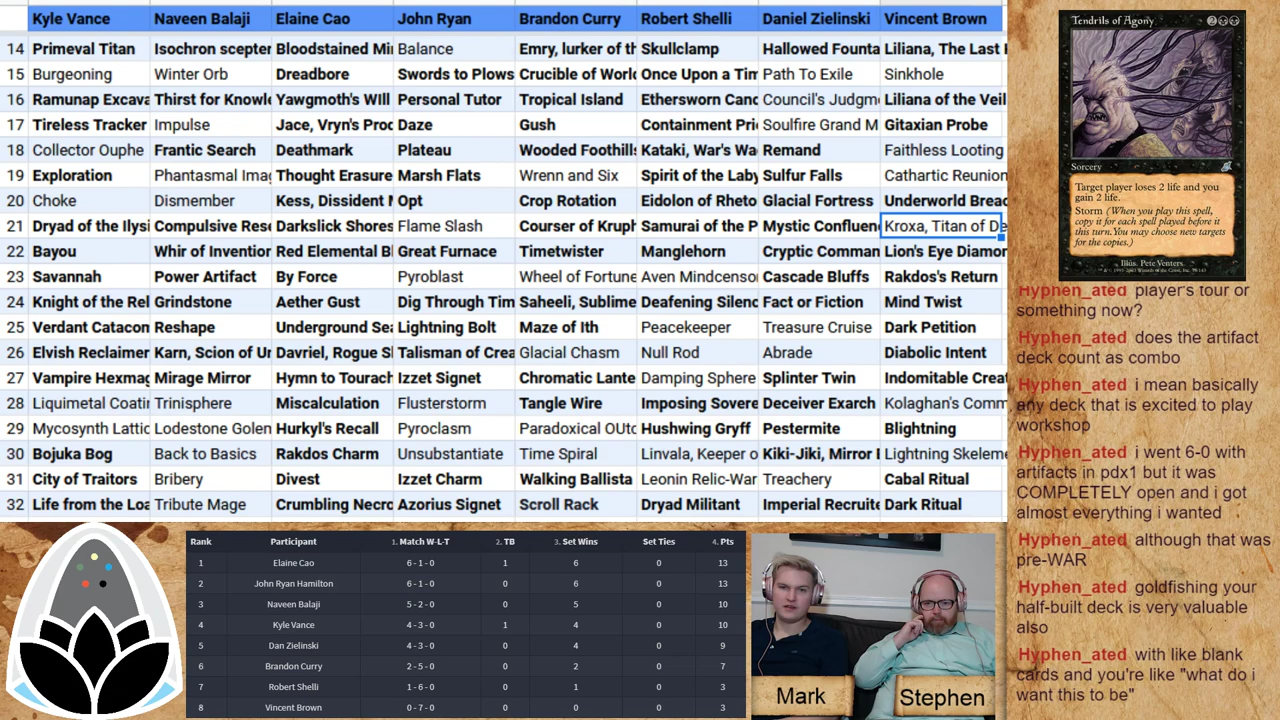 Kyle Vance Naveen Balaji Elaine Cao John Ryan Brandon Curry Robert Shelli Daniel Zielinski Vincent Brown
14 Primeval Titan Isochron scepter Bloodstained Mi Balance Emry, lurker of th Skullclamp Hallowed Founta Liliana, The Last
15 Burgeoning Winter Orb Dreadbore Swords to Plows Crucible of Worl Once Upon a Tim Path To Exile Sinkhole
16 Ramunap Excava Thirst for Knowle Yawgmoth's WIll Personal Tutor Tropical Island Ethersworn Cano Council's Judgme Liliana of the Veil
17 Tireless Tracker Impulse Jace, Vryn's Pro Daze Gush Containment Pri Soulfire Grand M Gitaxian Probe
18 Collector Ouphe Frantic Search Deathmark Plateau Wooded Foothills Kataki, War's Wa Remand Faithless Looting
19 Exploration Phantasmal Imag Thought Erasu Marsh Flats Wrenn and Six Spirit of the Laby Sulfur Falls Cathartic Reunion
20 Choke Dismember Kess, Dissident Opt Crop Rotation Eidolon of Rheto Glacial Fortress Underworld Brea
21 Dryad of the Ilysi Compulsive Rese Darkslick Shores Flame Slash Courser of Kruph Samurai of the P Mystic Confluen Kroxa, Titan of De
22 Bayou Whir of Invention Red Elemental B Great Furnace Timetwister Manglehorn Cryptic Comman Lion's Eye Diamon
23 Savannah Power Artifact By Force Pyroblast Wheel of Fortune Aven Mindcensor Cascade Bluffs Rakdos's Return
24 Knight of the Rel Grindstone Aether Gust Dig Through Tim Saheeli, Sublime Deafening Silenc Fact or Fiction Mind Twist
25 Verdant Catacom Reshape Underground Sea Lightning Bolt Maze of Ith Peacekeeper Treasure Cruise Dark Petition
26 Elvish Reclaimer Karn, Scion of Ur Davriel, Rogue S Talisman of Crea Glacial Chasm Null Rod Abrade Diabolic Intent
27 Vampire Hexmag Mirage Mirror Hymn to Tourach Izzet Signet Chromatic Lante Damping Sphere Splinter Twin Indomitable Creat
28 Liquimetal Coatin Trinisphere Miscalculation Flusterstorm Tangle Wire Imposing Sovere Deceiver Exarch Kolaghan's Comm
29 Mycosynth Lattic Lodestone Golem Hurkyl's Recall Pyroclasm Paradoxical OUtc Hushwing Gryff Pestermite Blightning
30 Bojuka Bog Back to Basics Rakdos Charm Unsubstantiate Time Spiral Linvala, Keeper o Kiki-Jiki, Mirror Lightning Skeleme
31 City of Traitors Bribery Divest Izzet Charm Walking Ballista Leonin Relic-War Treachery Cabal Ritual
32 Life from the Loa Tribute Mage Crumbling Necro Azorius Signet Scroll Rack Dryad Militant Imperial Recruite Dark Ritual
Tendrils of Agony 2
Sorcery
Target player loses 2 life and you
gain 2 life.
Storm (When you play this spell,
copy it for each spell played before
it this turn. You may choose new targets
for the copies.)
Illus. Pete Venters
Hyphen_ated player's tour or
something now?
Hyphen_ated does the artifact
deck count as combo
Hyphen_ated i mean basically
any deck that is excited to play
workshop
Hyphen_ated i went 6-0 with
artifacts in pdx1 but it was
COMPLETELY open and i got
almost everything i wanted
Hyphen_ated although that was
pre-WAR
Hyphen_ated goldfishing your
half-built deck is very valuable
also
Hyphen_ated with like blank
cards and you're like "what do i
want this to be"
Rank Participant 1. Match W-L-T 2. TB 3. Set Wins Set Ties 4. Pts
1 Elaine Cao 6 - 1 - 0 1 6 0 13
2 John Ryan Hamilton 6 - 1 - 0 0 6 0 13
3 Naveen Balaji 5 - 2 - 0 0 5 0 10
4 Kyle Vance 4 - 3 - 0 1 4 0 10
5 Dan Zielinski 4 - 3 - 0 0 4 0 9
6 Brandon Curry 2 - 5 - 0 0 2 0 7
7 Robert Shelli 1 - 6 - 0 0 1 0 3
8 Vincent Brown 0 - 7 - 0 0 0 0 3
Mark Stephen